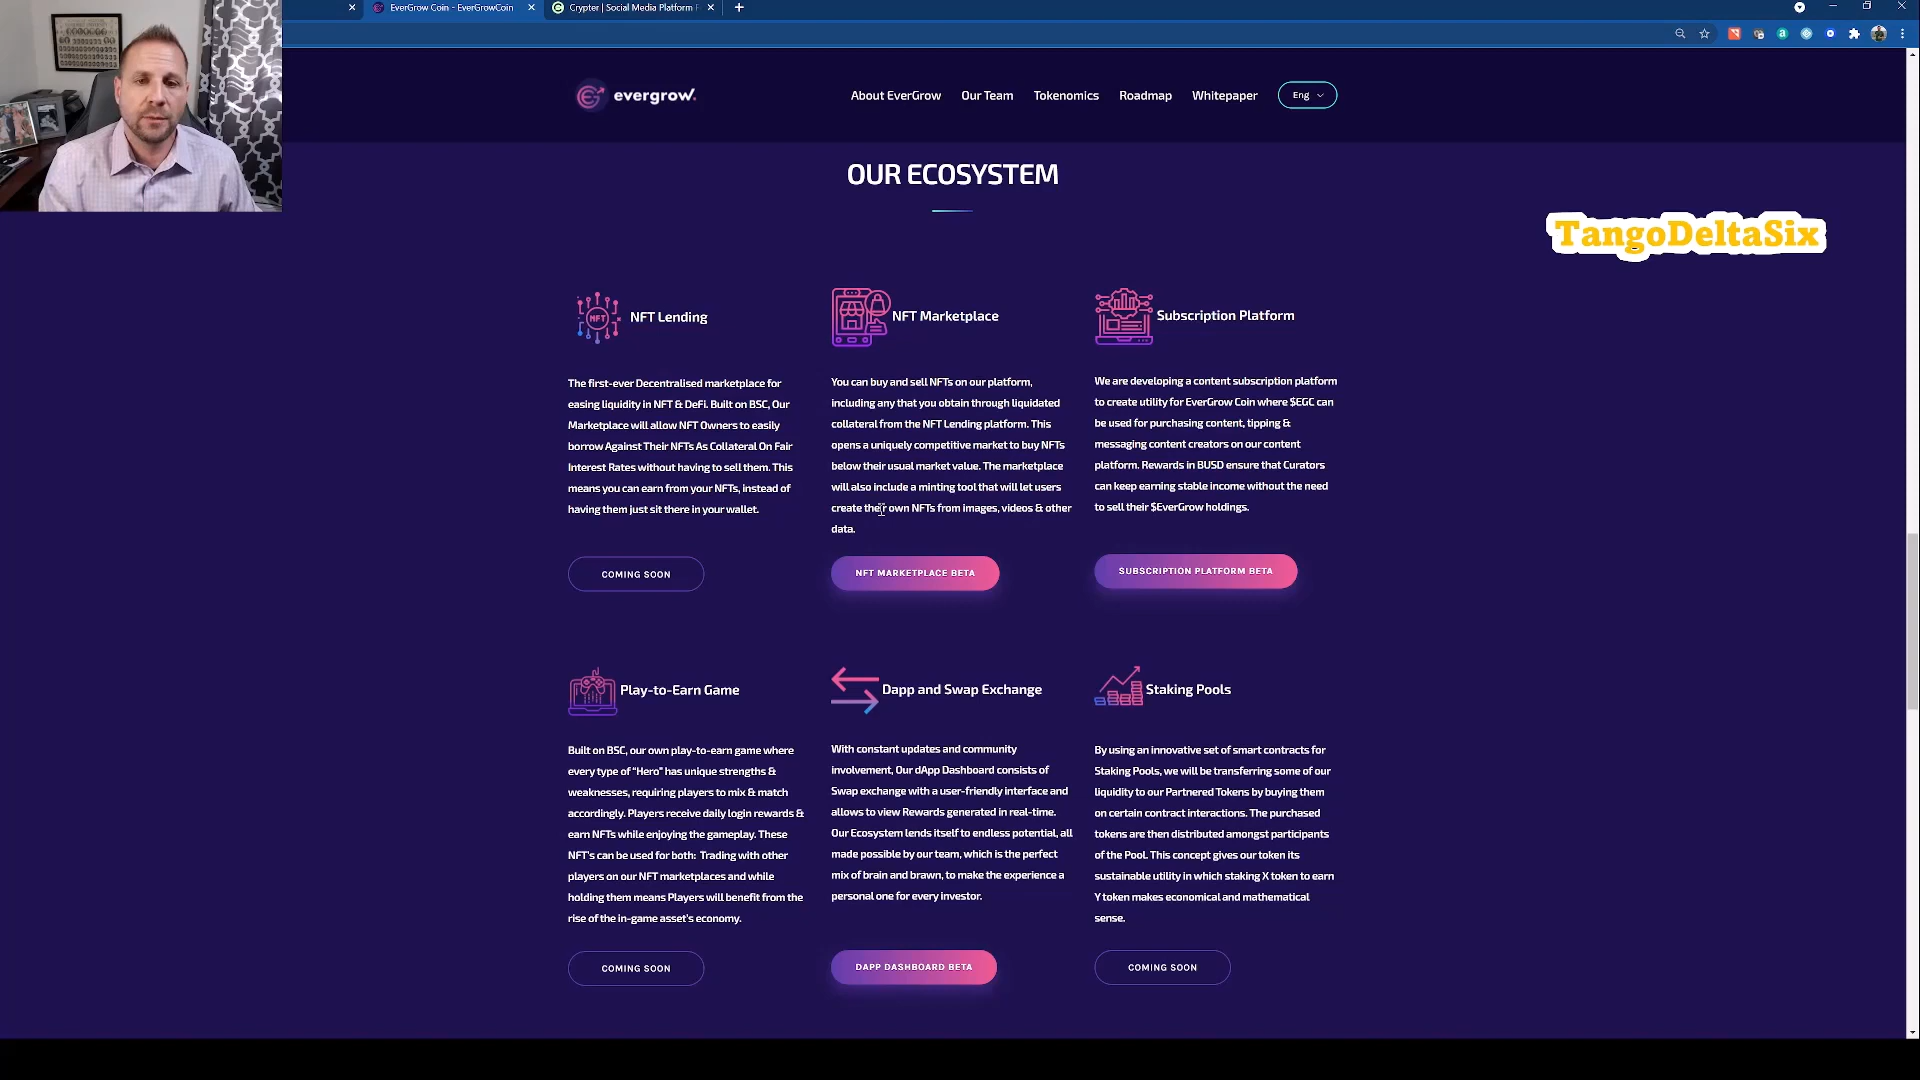 EverGrow Coin - EverGrowCoin
Crypter | Social Media Platform F
evergrow.
About EverGrow
Our Team
Tokenomics
Roadmap
Whitepaper
Eng
OUR ECOSYSTEM
TangoDeltaSix
NFT
NFT Lending
The first-ever Decentralised marketplace for
easing liquidity in NFT & DeFi. Built on BSC, Our
Marketplace will allow NFT Owners to easily
borrow Against Their NFTs As Collateral On Fair
Interest Rates without having to sell them. This
means you can earn from your NFTs, instead of
having them just sit there in your wallet.
COMING SOON
NFT Marketplace
You can buy and sell NFTs on our platform,
including any that you obtain through liquidated
collateral from the NFT Lending platform. This
opens a uniquely competitive market to buy NFTs
below their usual market value. The marketplace
will also include a minting tool that will let users
create their own NFTs from images, videos & other
data.
NFT MARKETPLACE BETA
Subscription Platform
We are developing a content subscription platform
to create utility for EverGrow Coin where $EGC can
be used for purchasing content, tipping &
messaging content creators on our content
platform. Rewards in BUSD ensure that Curators
can keep earning stable income without the need
to sell their $EverGrow holdings.
SUBSCRIPTION PLATFORM BETA
Play-to-Earn Game
Built on BSC, our own play-to-earn game where
every type of “Hero” has unique strengths &
weaknesses, requiring players to mix & match
accordingly. Players receive daily login rewards &
earn NFTs while enjoying the gameplay. These
NFT's can be used for both: Trading with other
players on our NFT marketplaces and while
holding them means Players will benefit from the
rise of the in-game asset's economy.
COMING SOON
Dapp and Swap Exchange
With constant updates and community
involvement, Our dApp Dashboard consists of
Swap exchange with a user-friendly interface and
allows to view Rewards generated in real-time.
Our Ecosystem lends itself to endless potential, all
made possible by our team, which is the perfect
mix of brain and brawn, to make the experience a
personal one for every investor.
DAPP DASHBOARD BETA
Staking Pools
By using an innovative set of smart contracts for
Staking Pools, we will be transferring some of our
liquidity to our Partnered Tokens by buying them
on certain contract interactions. The purchased
tokens are then distributed amongst participants
of the Pool. This concept gives our token its
sustainable utility in which staking X token to earn
Y token makes economical and mathematical
sense.
COMING SOON